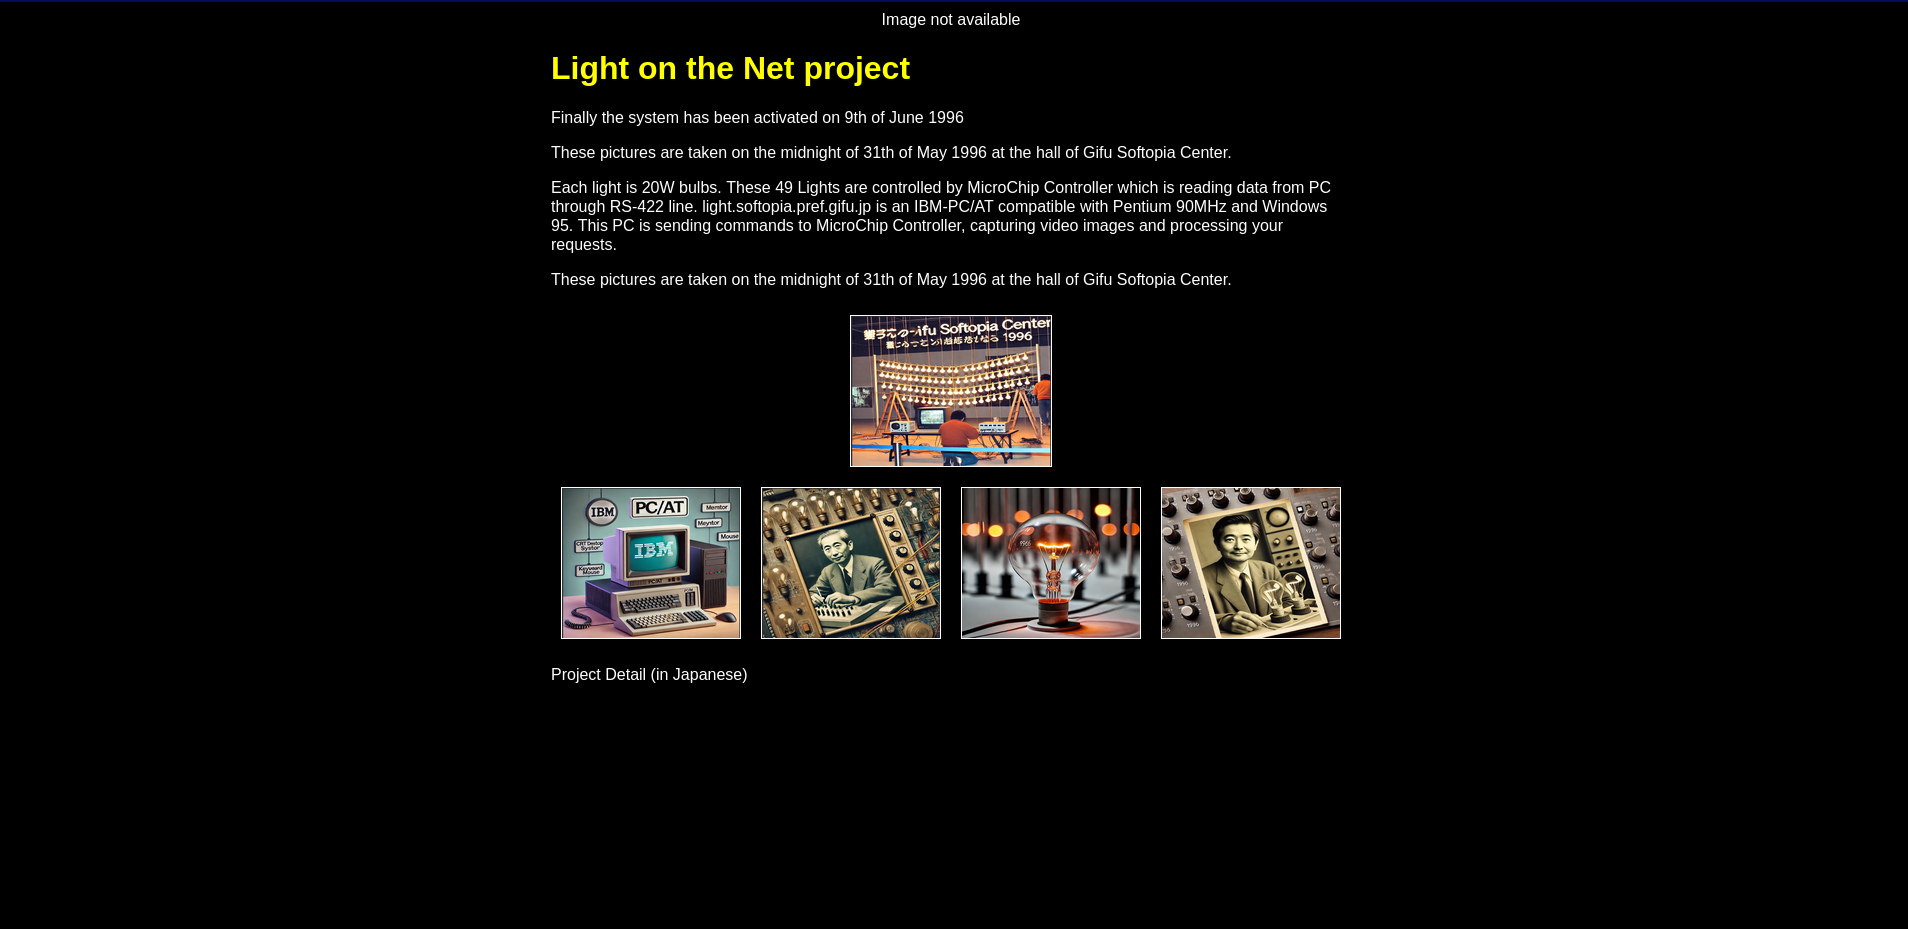 Image not available
Light on the Net project
Finally the system has been activated on 9th of June 1996
These pictures are taken on the midnight of 31th of May 1996 at the hall of Gifu Softopia Center.
Each light is 20W bulbs. These 49 Lights are controlled by MicroChip Controller which is reading data from PC
through RS-422 line. light.softopia.pref.gifu.jp is an IBM-PC/AT compatible with Pentium 90MHz and Windows
95. This PC is sending commands to MicroChip Controller, capturing video images and processing your
requests.
These pictures are taken on the midnight of 31th of May 1996 at the hall of Gifu Softopia Center.
ifu Softopia Center
1996
IBM
PC/AT
Merstor
Meyntor
Mouse
CRT
Systor
IBM
Mouse
Project Detail (in Japanese)